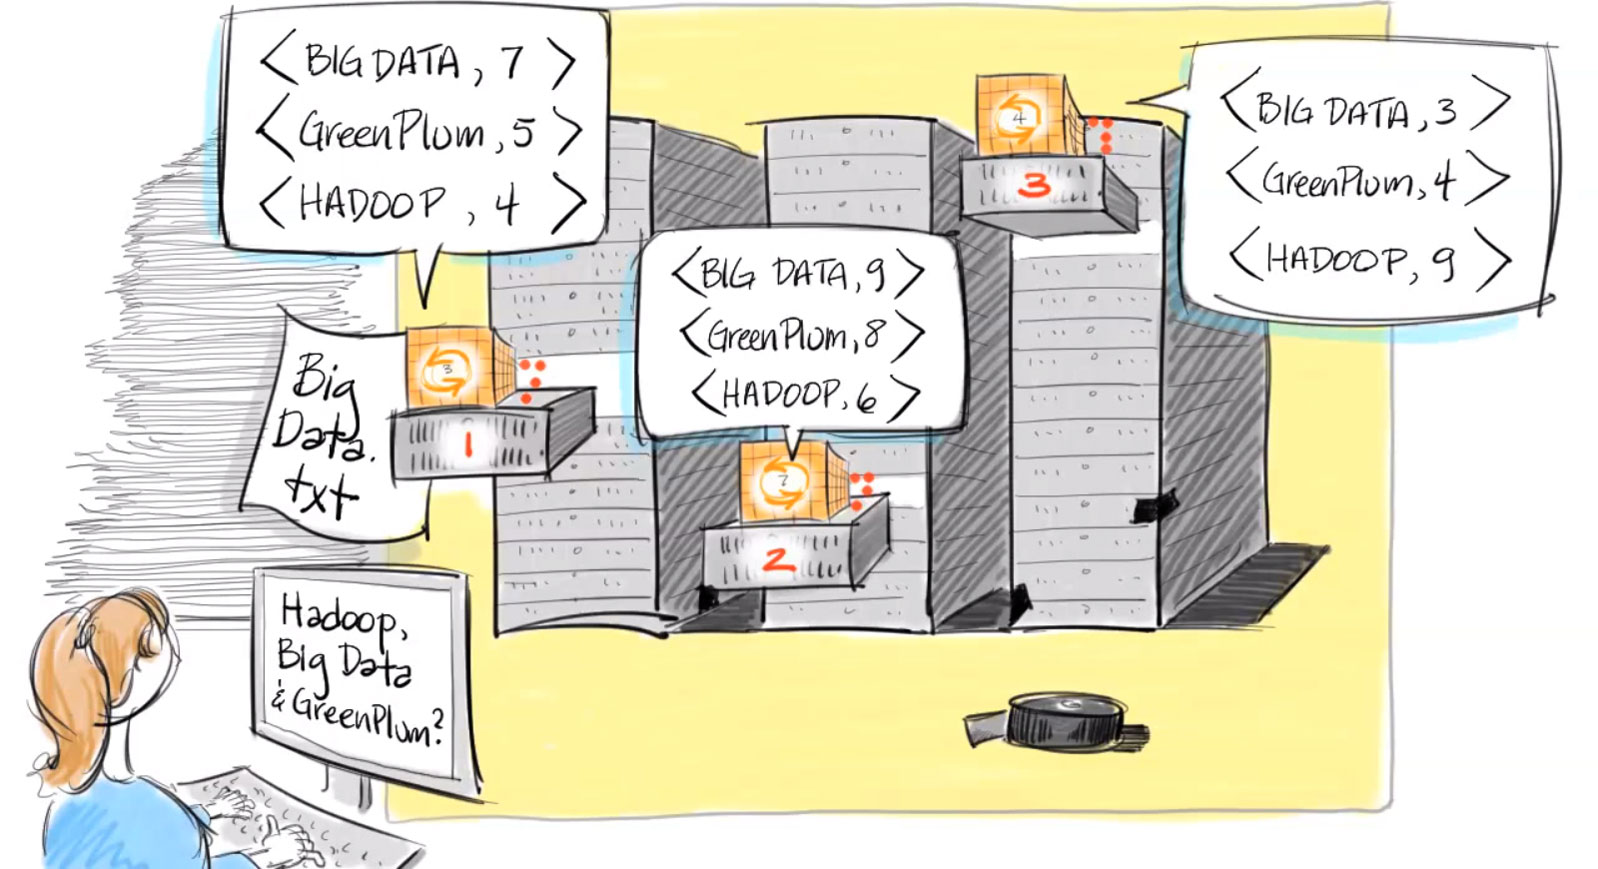 <BIG DATA, 7>
<GreenPlum, 5>
<HADOOP, 4>
<BIG DATA, 3>
<GreenPlum, 4>
<HADOOP, 9>
<BIG DATA, 9>
<GreenPlum, 8>
<HADOOP, 6>
4
3
Big
Data.
txt
3
1
2
Hadoop,
Big Data
& GreenPlum?